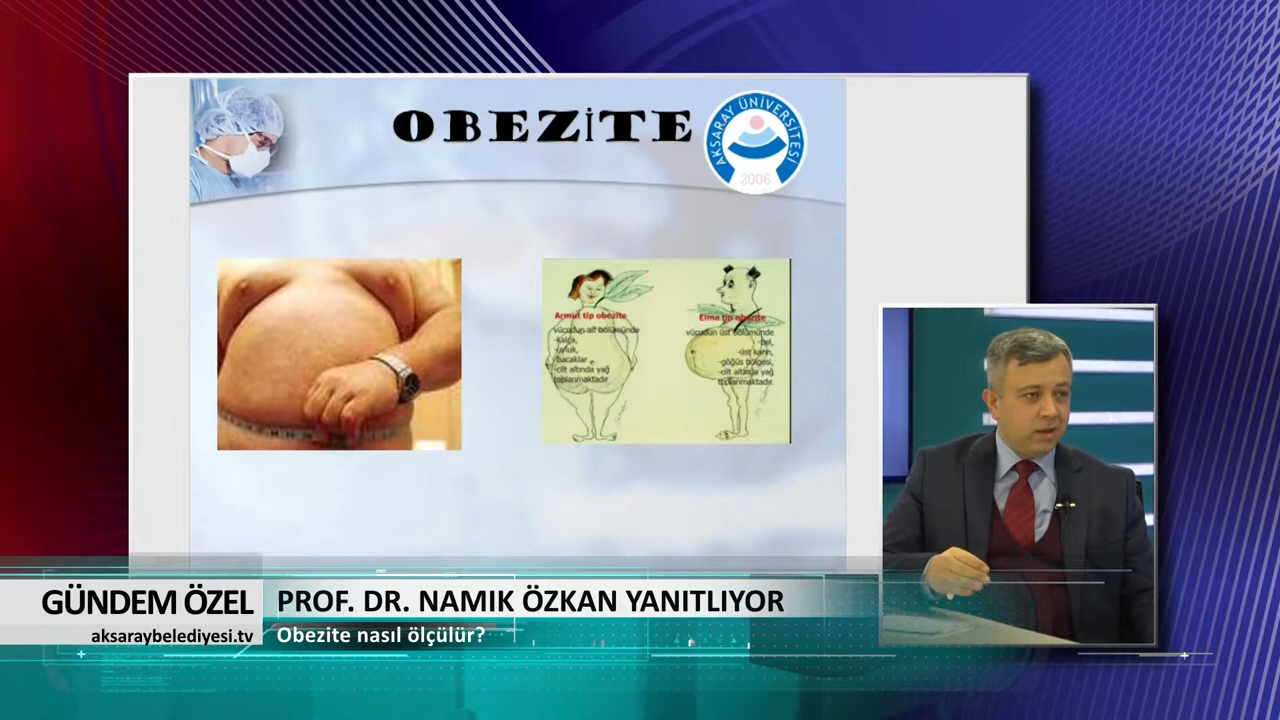 OBEZİTE
AKSARAY ÜNİVERSİTESİ
2006
Armut tip obezite
vücudun alt bölümünde
-kalça,
-uyluk,
-bacaklar
-cilt altında yağ
toplanmaktadır
Elma tip obezite
vücudun üst bölümünde
-bel,
-üst karın,
-göğüs bölgesi,
-cilt altında yağ
toplanmaktadır
GÜNDEM ÖZEL
aksaraybelediyesi.tv
PROF. DR. NAMIK ÖZKAN YANITLIYOR
Obezite nasıl ölçülür?